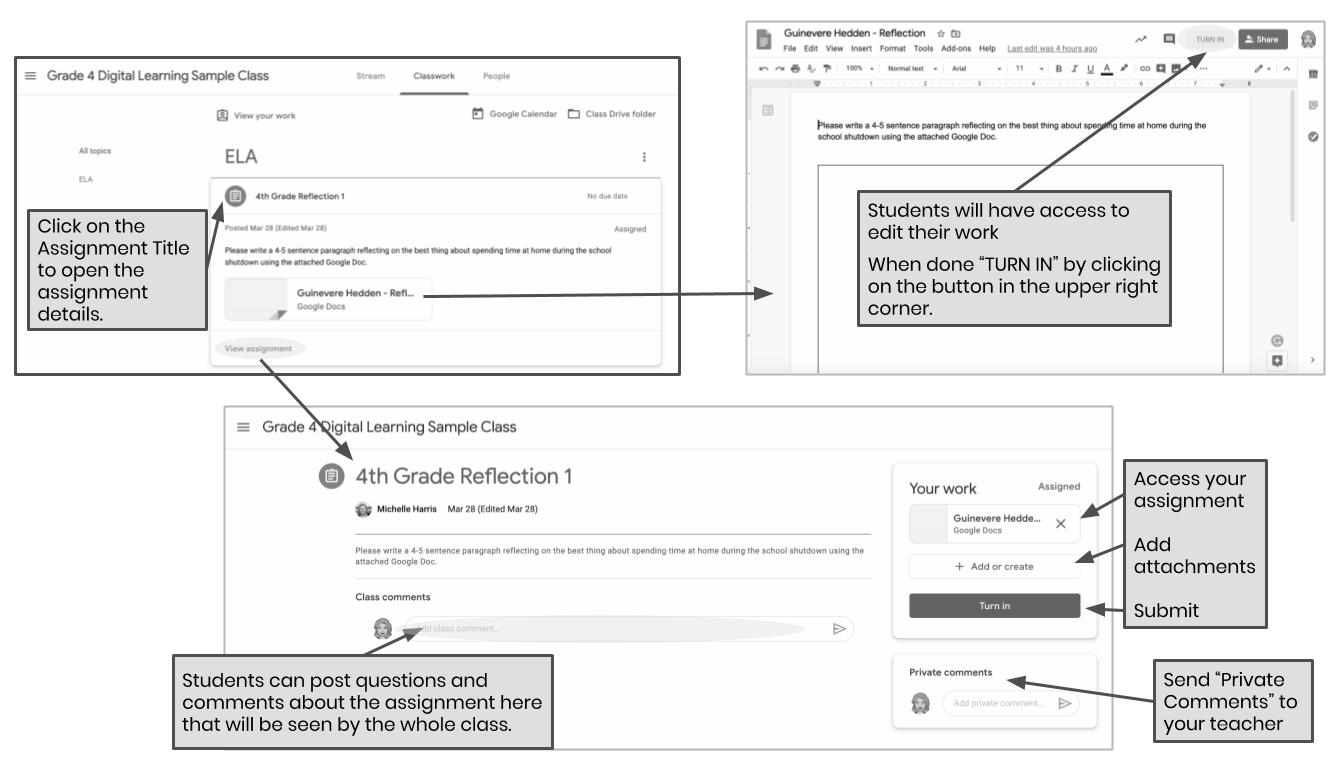 Grade 4 Digital Learning Sample Class
Stream Classwork People
View your work
Google Calendar Class Drive folder
All topics
ELA
ELA
4th Grade Reflection 1 No due date
Posted Mar 28 (Edited Mar 28) Assigned
Please write a 4-5 sentence paragraph reflecting on the best thing about spending time at home during the school
shutdown using the attached Google Doc.
Guinevere Hedden - Refl...
Google Docs
View assignment
Click on the
Assignment Title
to open the
assignment
details.
Guinevere Hedden - Reflection
TURN IN Share
File Edit View Insert Format Tools Add-ons Help Last edit was 4 hours ago
100% Normal text Arial 11 B I U A
1 2 3 4 5 6 7 8
Please write a 4-5 sentence paragraph reflecting on the best thing about spending time at home during the
school shutdown using the attached Google Doc.
Students will have access to
edit their work
When done “TURN IN” by clicking
on the button in the upper right
corner.
Grade 4 Digital Learning Sample Class
4th Grade Reflection 1
Michelle Harris Mar 28 (Edited Mar 28)
Please write a 4-5 sentence paragraph reflecting on the best thing about spending time at home during the school shutdown using the
attached Google Doc.
Class comments
Add class comment...
Students can post questions and
comments about the assignment here
that will be seen by the whole class.
Your work Assigned
Guinevere Hedde...
Google Docs
+ Add or create
Turn in
Private comments
Add private comment...
Access your
assignment
Add
attachments
Submit
Send “Private
Comments” to
your teacher